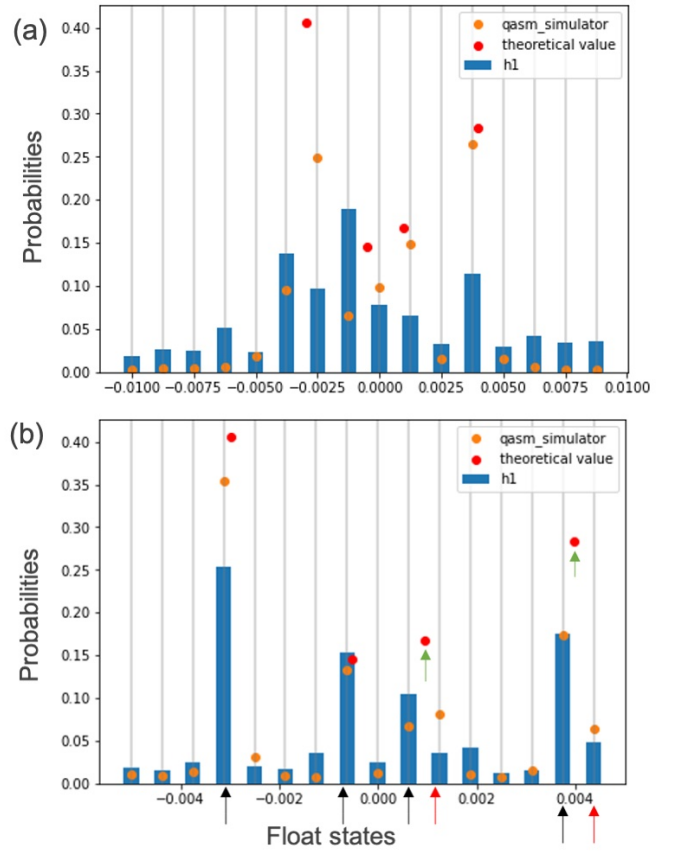 (a)
Probabilities
0.40
0.35
0.30
0.25
0.20
0.15
0.10
0.05
0.00
qasm_simulator
theoretical value
h1
−0.0100 −0.0075 −0.0050 −0.0025 0.0000 0.0025 0.0050 0.0075 0.0100
(b)
Probabilities
0.40
0.35
0.30
0.25
0.20
0.15
0.10
0.05
0.00
qasm_simulator
theoretical value
h1
−0.004 −0.002 0.000 0.002 0.004
Float states